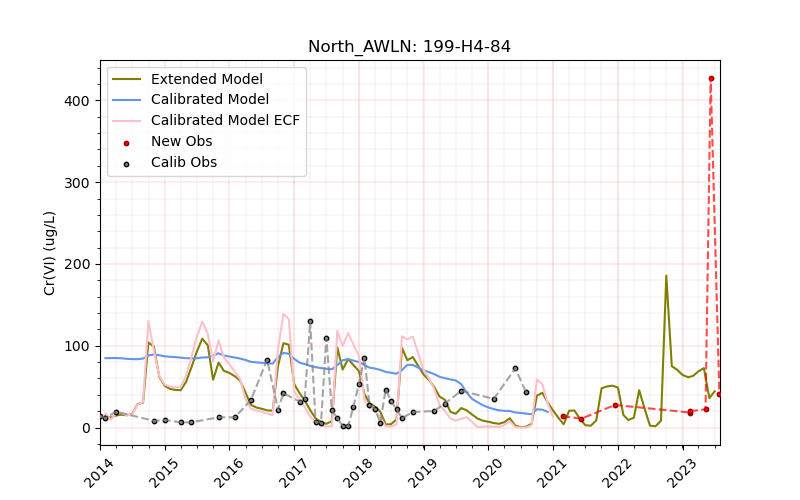 North_AWLN: 199-H4-84
Extended Model
Calibrated Model
Calibrated Model ECF
New Obs
Calib Obs
Cr(VI) (ug/L)
400
300
200
100
0
2014 2015 2016 2017 2018 2019 2020 2021 2022 2023